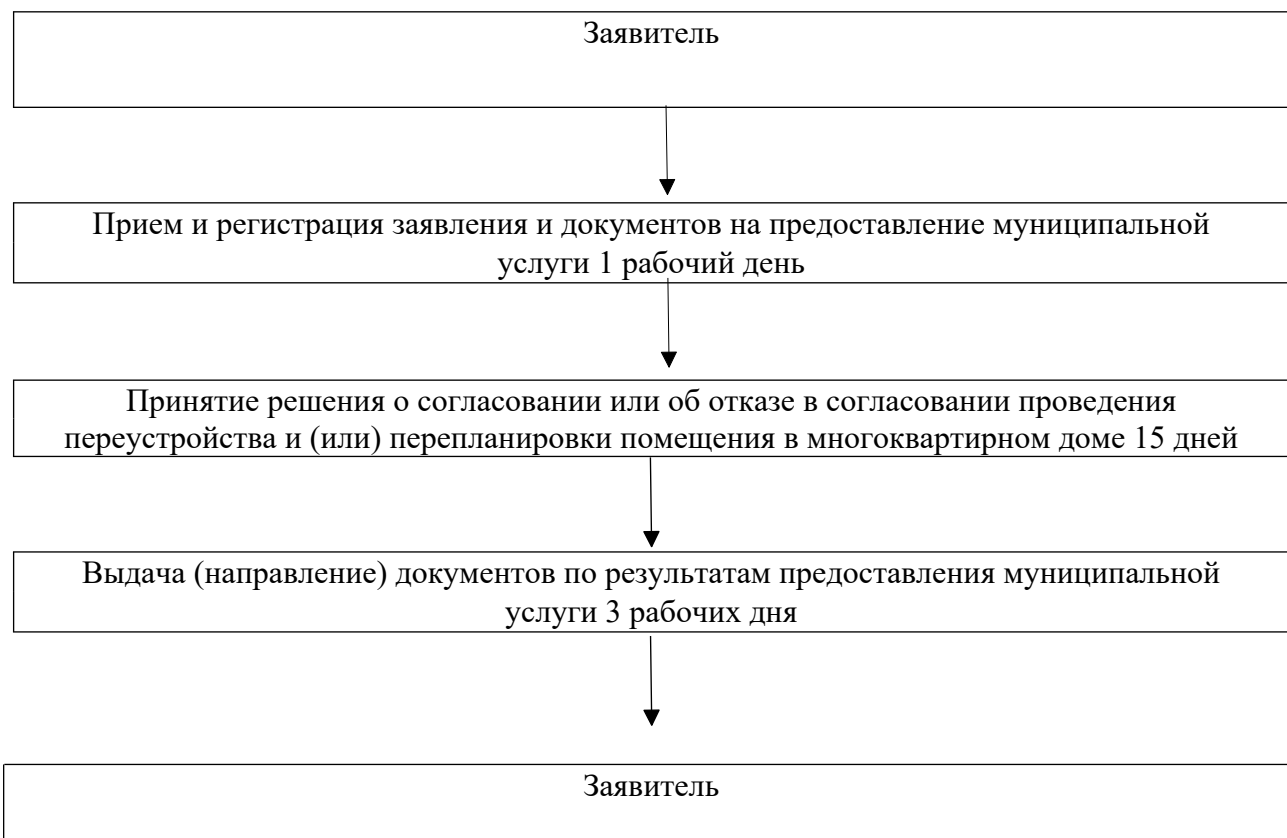 Заявитель
Прием и регистрация заявления и документов на предоставление муниципальной
услуги 1 рабочий день
Принятие решения о согласовании или об отказе в согласовании проведения
переустройства и (или) перепланировки помещения в многоквартирном доме 15 дней
Выдача (направление) документов по результатам предоставления муниципальной
услуги 3 рабочих дня
Заявитель